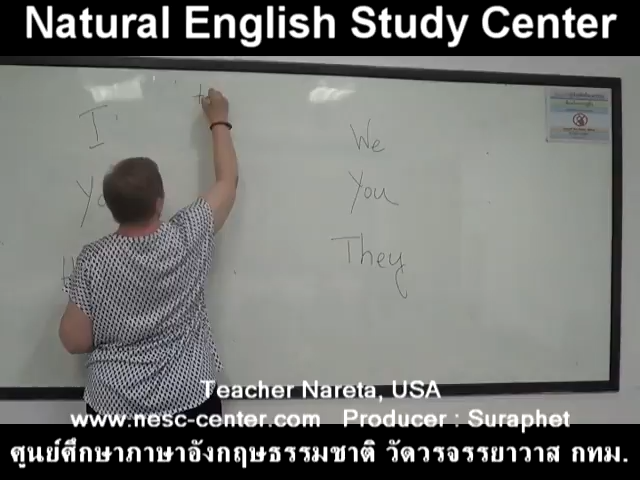 Natural English Study Center
I
We
You
They
Teacher Nareta, USA
www.nesc-center.com Producer : Suraphet
ศูนย์ศึกษาภาษาอังกฤษธรรมชาติ วัดวรจรรยาวาส กทม.